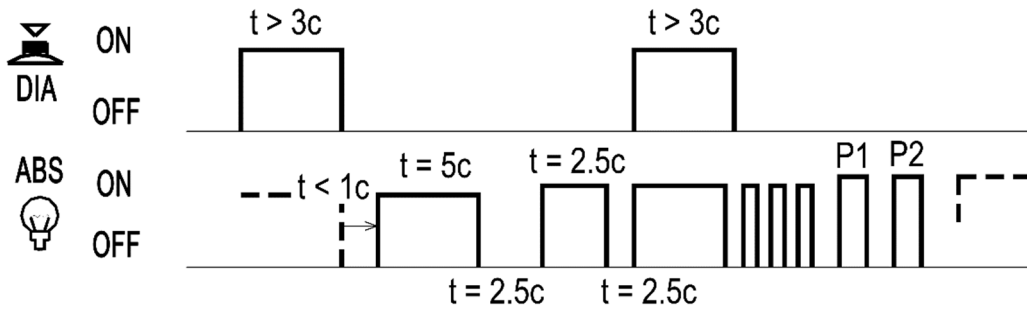 t > 3c
t > 3c
ON
DIA
OFF
ABS
ON
OFF
t < 1c
t = 5c
t = 2.5c
P1
P2
t = 2.5c
t = 2.5c